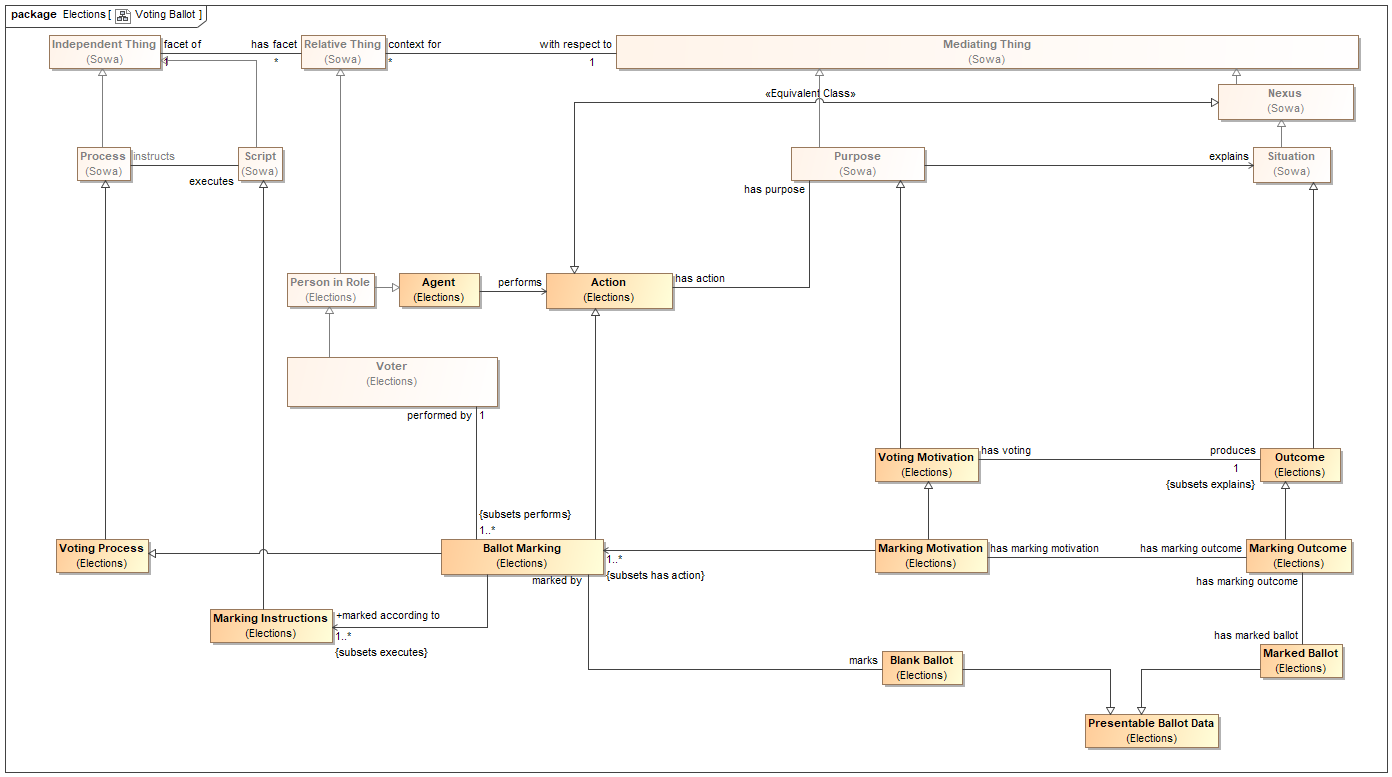 package Elections [ Voting Ballot ]
Independent Thing
(Sowa)
facet of
1
has facet
*
Relative Thing
(Sowa)
context for
*
with respect to
1
Mediating Thing
(Sowa)
«Equivalent Class»
Nexus
(Sowa)
Process
(Sowa)
instructs
executes
Script
(Sowa)
Purpose
(Sowa)
has purpose
explains
Situation
(Sowa)
Person in Role
(Elections)
Agent
(Elections)
performs
Action
(Elections)
has action
Voter
(Elections)
performed by
1
Voting Motivation
(Elections)
has voting
produces
1
{subsets explains}
Outcome
(Elections)
{subsets performs}
1..*
Voting Process
(Elections)
Ballot Marking
(Elections)
marked by
1..*
{subsets has action}
Marking Motivation
(Elections)
has marking motivation
has marking outcome
Marking Outcome
(Elections)
has marking outcome
Marking Instructions
(Elections)
+marked according to
1..*
{subsets executes}
has marked ballot
Marked Ballot
(Elections)
marks
Blank Ballot
(Elections)
Presentable Ballot Data
(Elections)